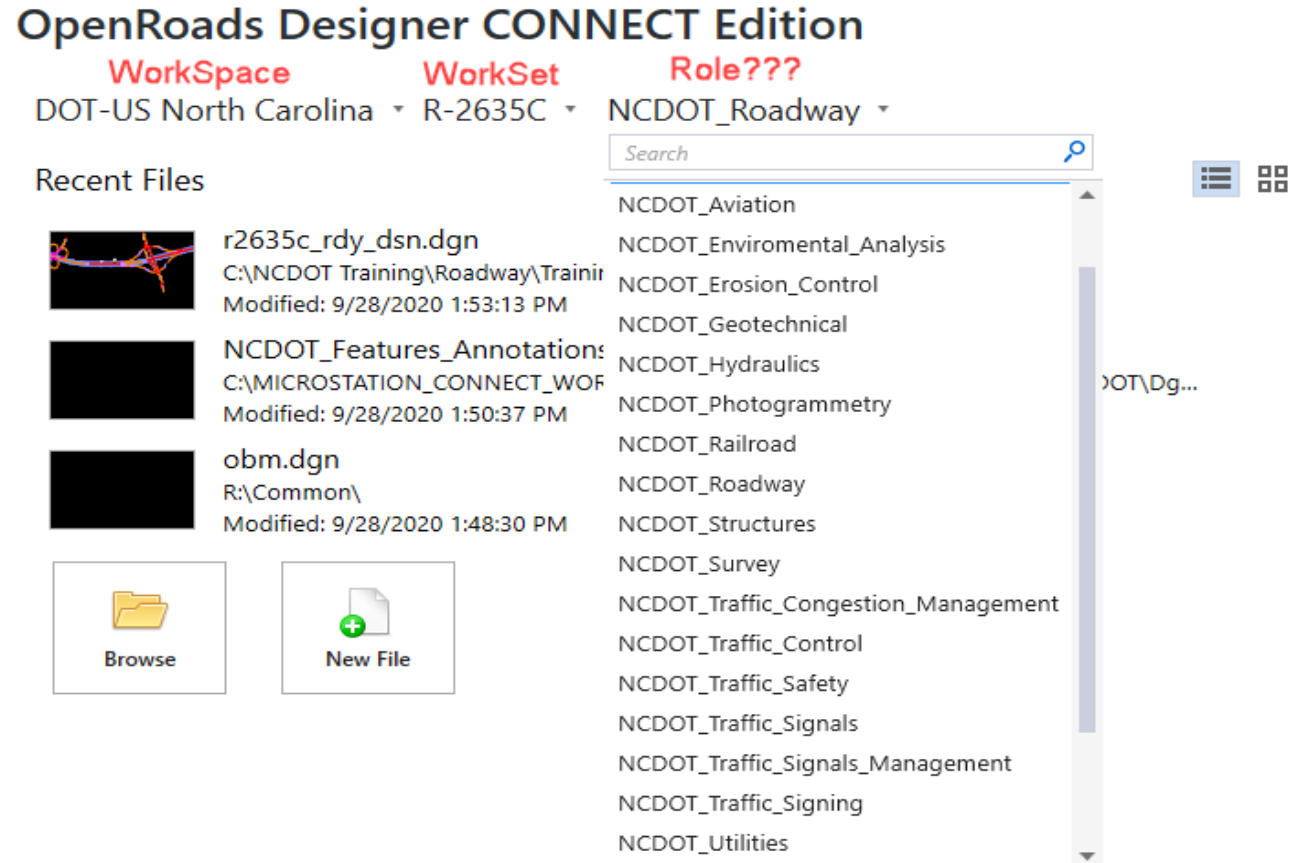 OpenRoads Designer CONNECT Edition
WorkSpace WorkSet Role???
DOT-US North Carolina R-2635C NCDOT_Roadway
Search
Recent Files
r2635c_rdy_dsn.dgn
C:\NCDOT Training\Roadway\Trainin
Modified: 9/28/2020 1:53:13 PM
NCDOT_Features_Annotations
C:\MICROSTATION_CONNECT_WOR OOT\Dg...
Modified: 9/28/2020 1:50:37 PM
obm.dgn
R:\Common\
Modified: 9/28/2020 1:48:30 PM
Browse
New File
NCDOT_Aviation
NCDOT_Enviromental_Analysis
NCDOT_Erosion_Control
NCDOT_Geotechnical
NCDOT_Hydraulics
NCDOT_Photogrammetry
NCDOT_Railroad
NCDOT_Roadway
NCDOT_Structures
NCDOT_Survey
NCDOT_Traffic_Congestion_Management
NCDOT_Traffic_Control
NCDOT_Traffic_Safety
NCDOT_Traffic_Signals
NCDOT_Traffic_Signals_Management
NCDOT_Traffic_Signing
NCDOT_Utilities